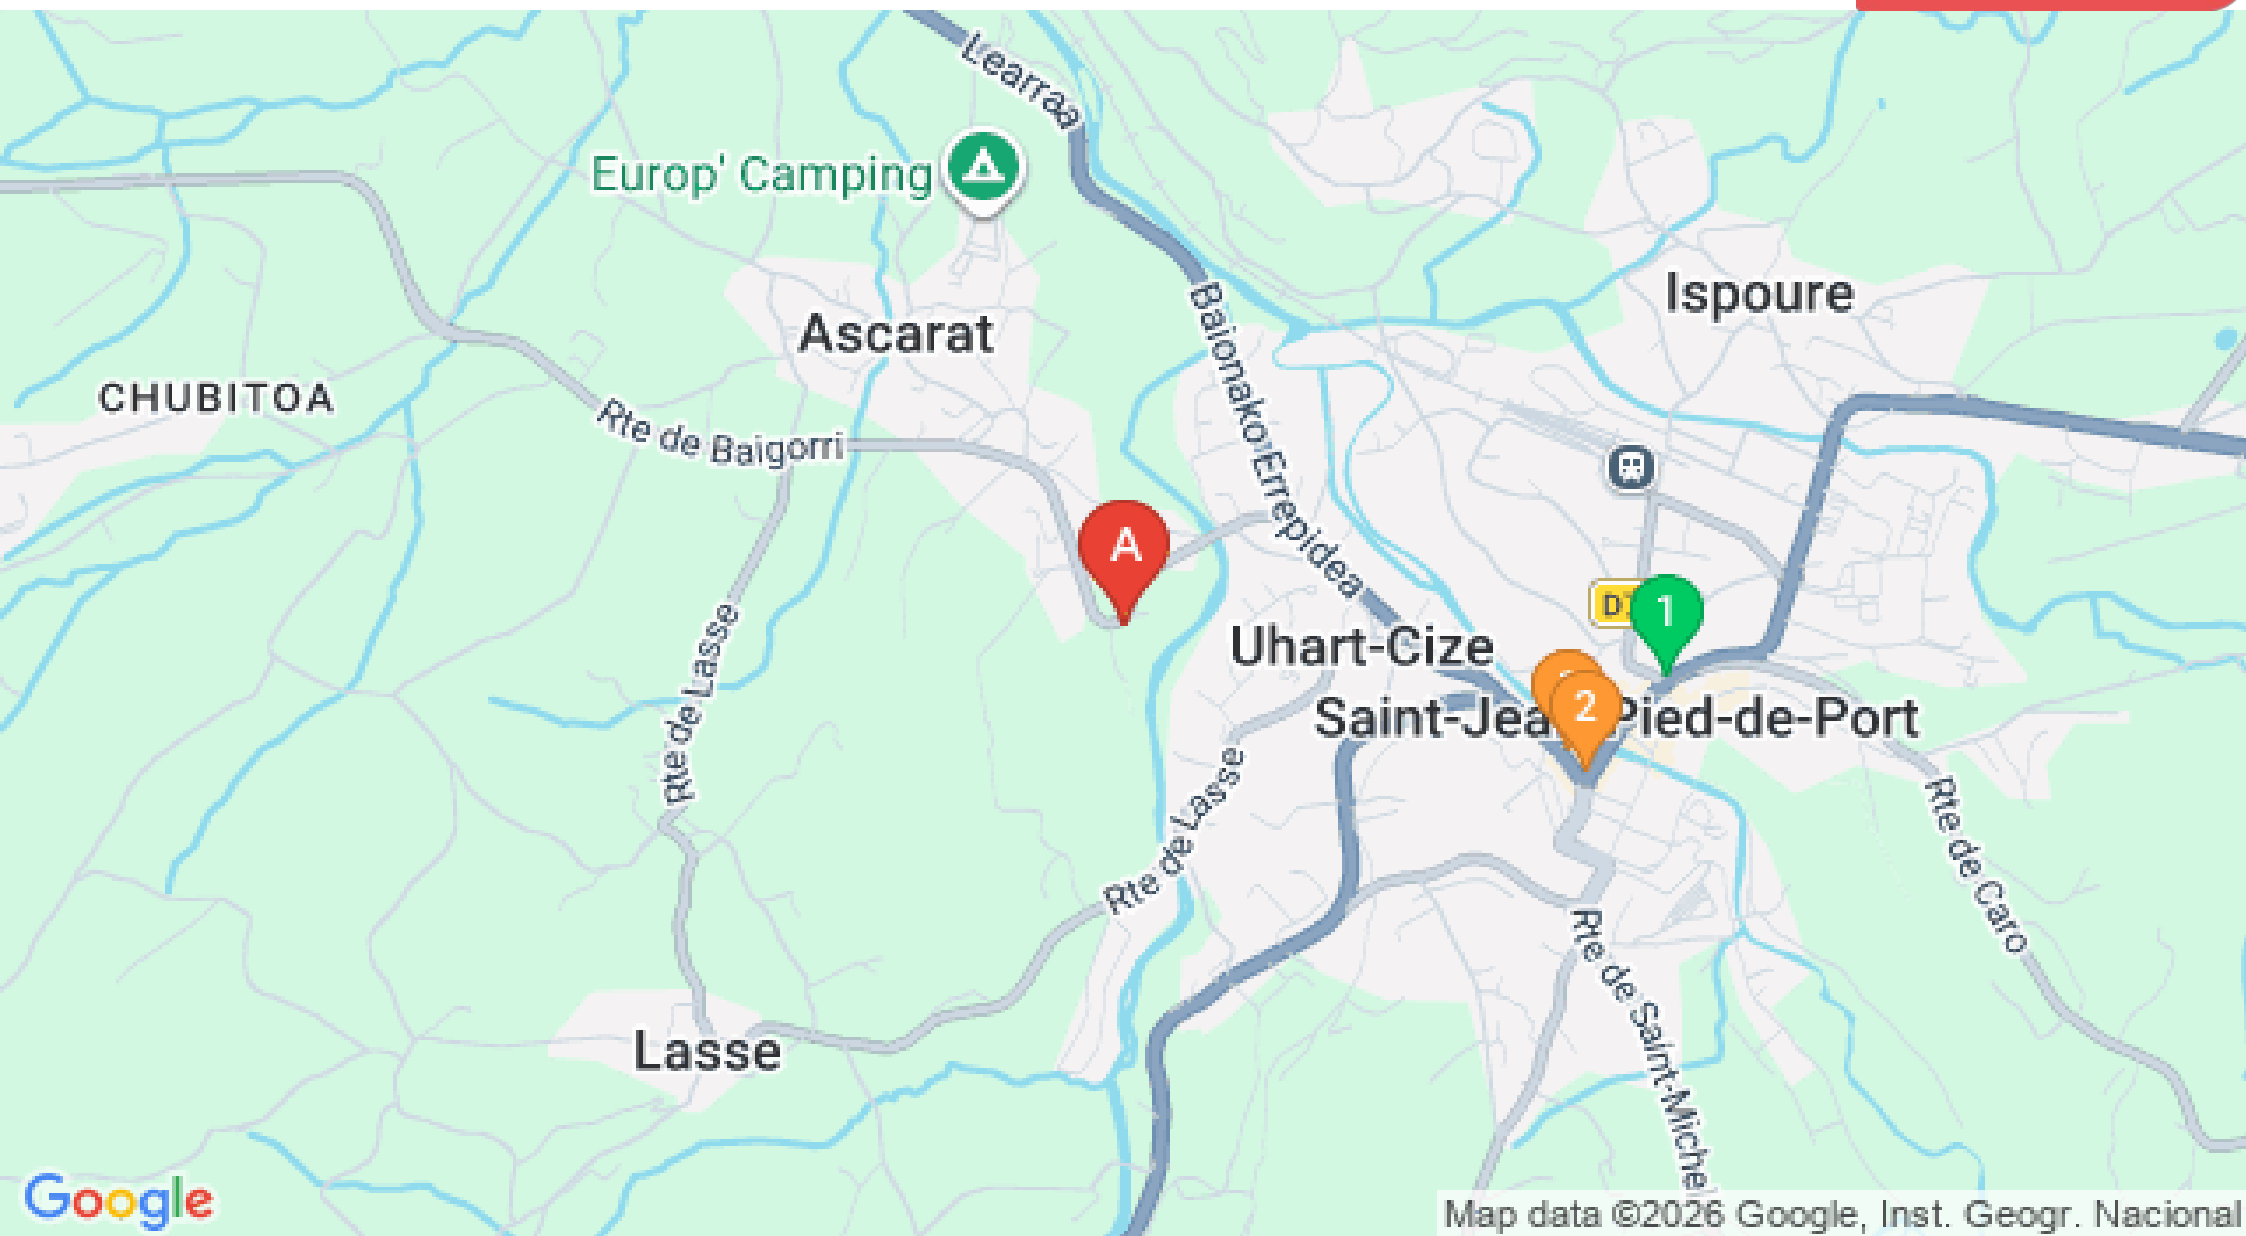 Learraa
Europ' Camping
Ispoure
Ascarat
Baionako Errepidea
CHUBITOA
Rte de Baigorri
A
1
Rte de Lasse
Uhart-Cize
2
Saint-Jea Pied-de-Port
Rte de Lasse
Rte de Caro
Rte de Saint-Michel
Lasse
Google
Map data ©2026 Google, Inst. Geogr. Nacional